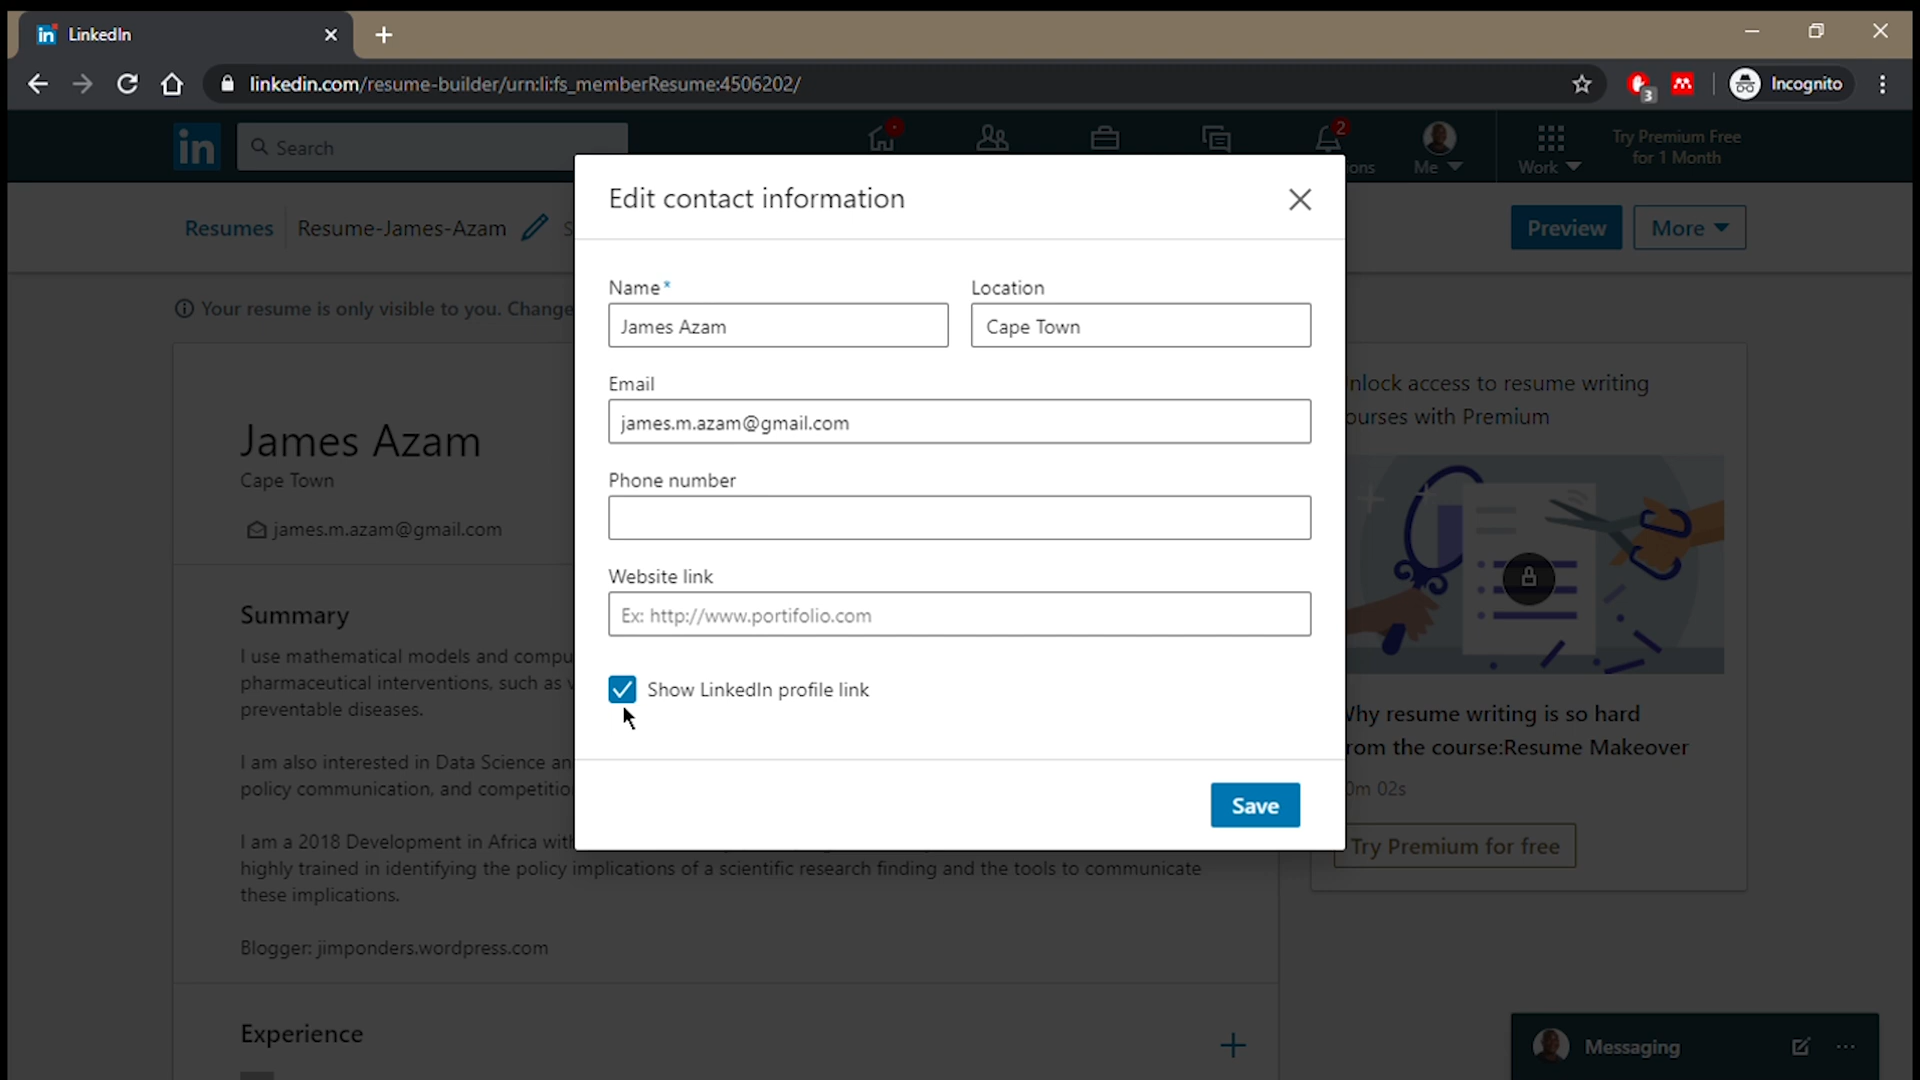 LinkedIn
linkedin.com/resume-builder/urn:li:fs_memberResume:4506202/
3
Incognito
in
Search
2
ons
Me
Work
Try Premium Free
for 1 Month
Resumes
Resume-James-Azam
S
Preview
More
Your resume is only visible to you. Change
Edit contact information
Name*
Location
James Azam
Cape Town
Email
james.m.azam@gmail.com
Phone number
Website link
Ex: http://www.portifolio.com
Show LinkedIn profile link
Save
James Azam
Cape Town
james.m.azam@gmail.com
Summary
I use mathematical models and compu
pharmaceutical interventions, such as v
preventable diseases.
I am also interested in Data Science an
policy communication, and competitio
I am a 2018 Development in Africa with
highly trained in identifying the policy implications of a scientific research finding and the tools to communicate
these implications.
Blogger: jimponders.wordpress.com
Experience
nlock access to resume writing
ourses with Premium
Why resume writing is so hard
rom the course:Resume Makeover
0m 02s
Try Premium for free
Messaging